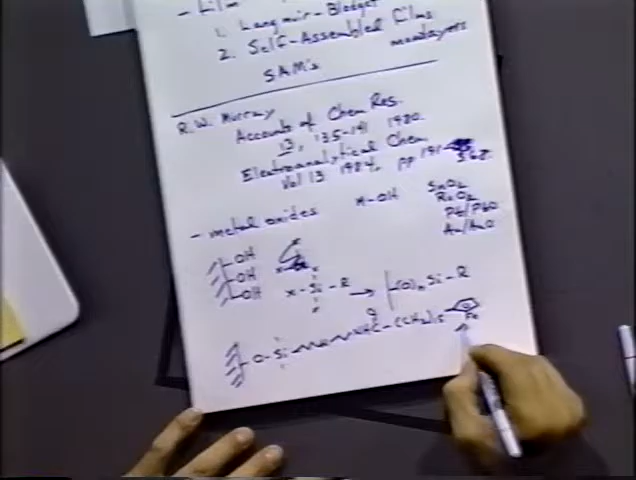 - Film
1. Langmuir-Blodget
2. Self-Assembled Films
monolayers
SAM's
R.W. Murray
Accounts of Chem Res.
13, 135-141 1980.
Electroanalytical Chem
Vol 13 1984, pp 191- 368.
- metal oxides M-OH SnO2
RuO2
Pt/PtO
Au/AuO
OH
OH
OH
x-Si-R → (O)n Si-R
O-Si
-(CH2)
Fe